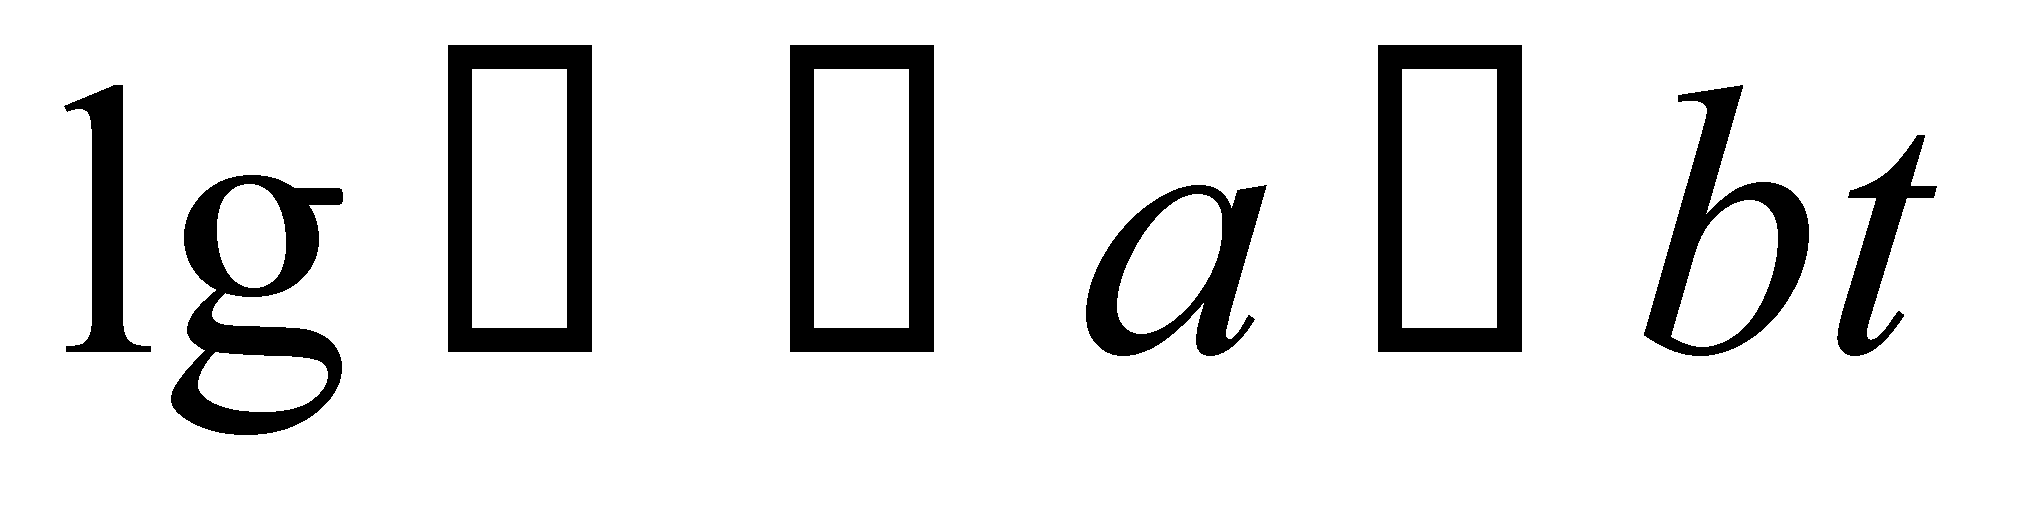 lg▯ ▯ a ▯ bt